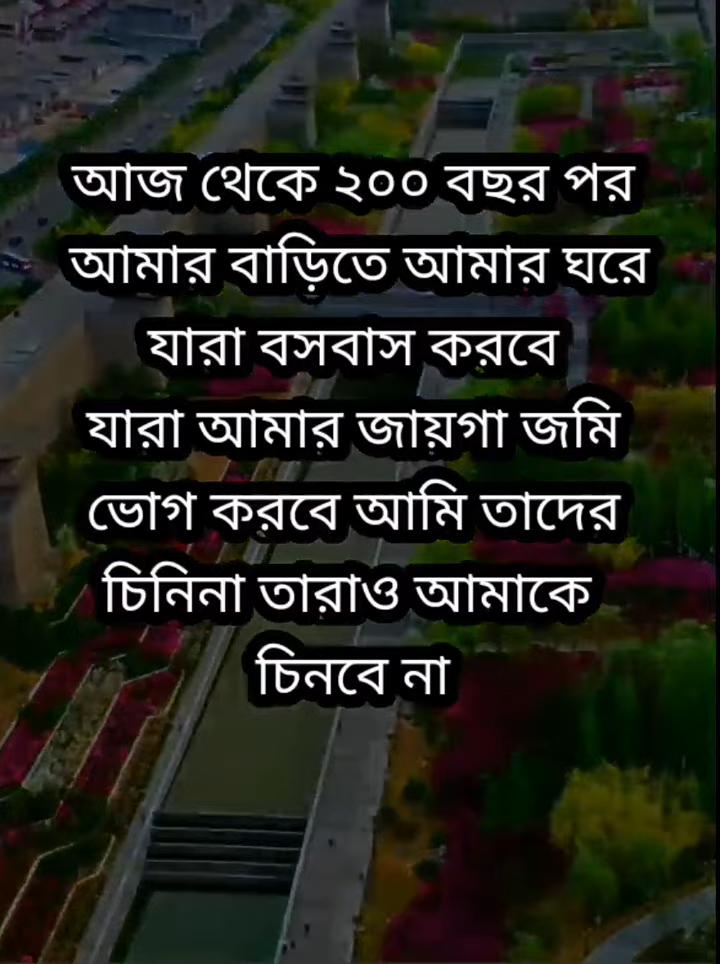 আজ থেকে ২০০ বছর পর
আমার বাড়িতে আমার ঘরে
যারা বসবাস করবে
যারা আমার জায়গা জমি
ভোগ করবে আমি তাদের
চিনিনা তারাও আমাকে
চিনবে না